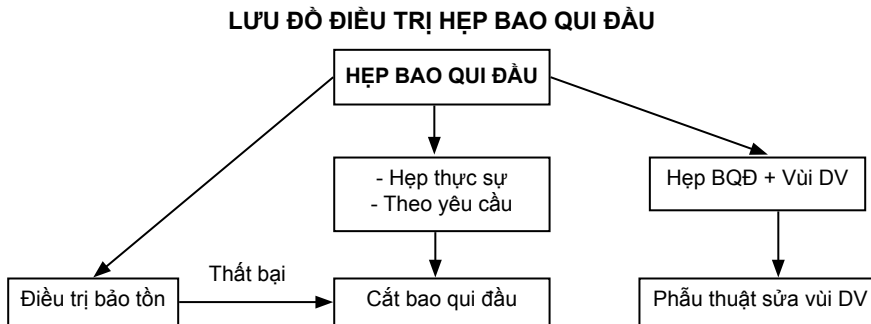 LƯU ĐỒ ĐIỀU TRỊ HẸP BAO QUI ĐẦU
HẸP BAO QUI ĐẦU
- Hẹp thực sự
- Theo yêu cầu
Hẹp BQĐ + Vùi DV
Thất bại
Điều trị bảo tồn
Cắt bao qui đầu
Phẫu thuật sửa vùi DV